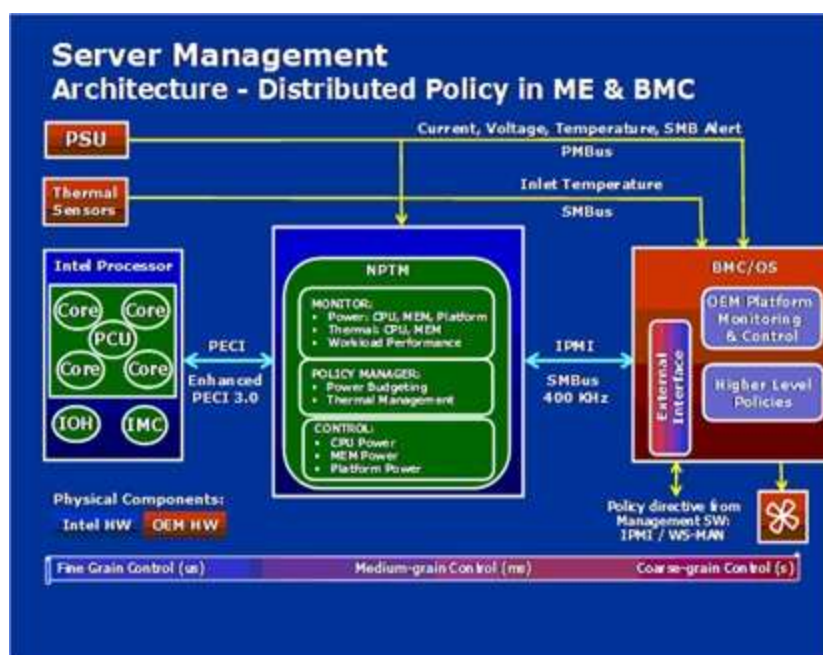 Server Management
Architecture - Distributed Policy in ME & BMC
PSU
Current, Voltage, Temperature, SMB Alert
PMBus
Thermal
Sensors
Inlet Temperature
SMBus
Intel Processor
Core
Core
PCU
Core
Core
IOH
IMC
PECI
Enhanced
PECI 3.0
NPTM
MONITOR:
• Power: CPU, MEM, Platform
• Thermal: CPU, MEM
• Workload Performance
POLICY MANAGER:
• Power Budgeting
• Thermal Management
CONTROL:
• CPU Power
• MEM Power
• Platform Power
IPMI
SMBus
400 KHz
BMC/OS
OEM Platform
Monitoring
& Control
External
Interface
Higher Level
Policies
Physical Components:
Intel HW
OEM HW
Policy directive from
Management SW:
IPMI / WS-MAN
Fine Grain Control (us)
Medium-grain Control (ms)
Coarse-grain Control (s)